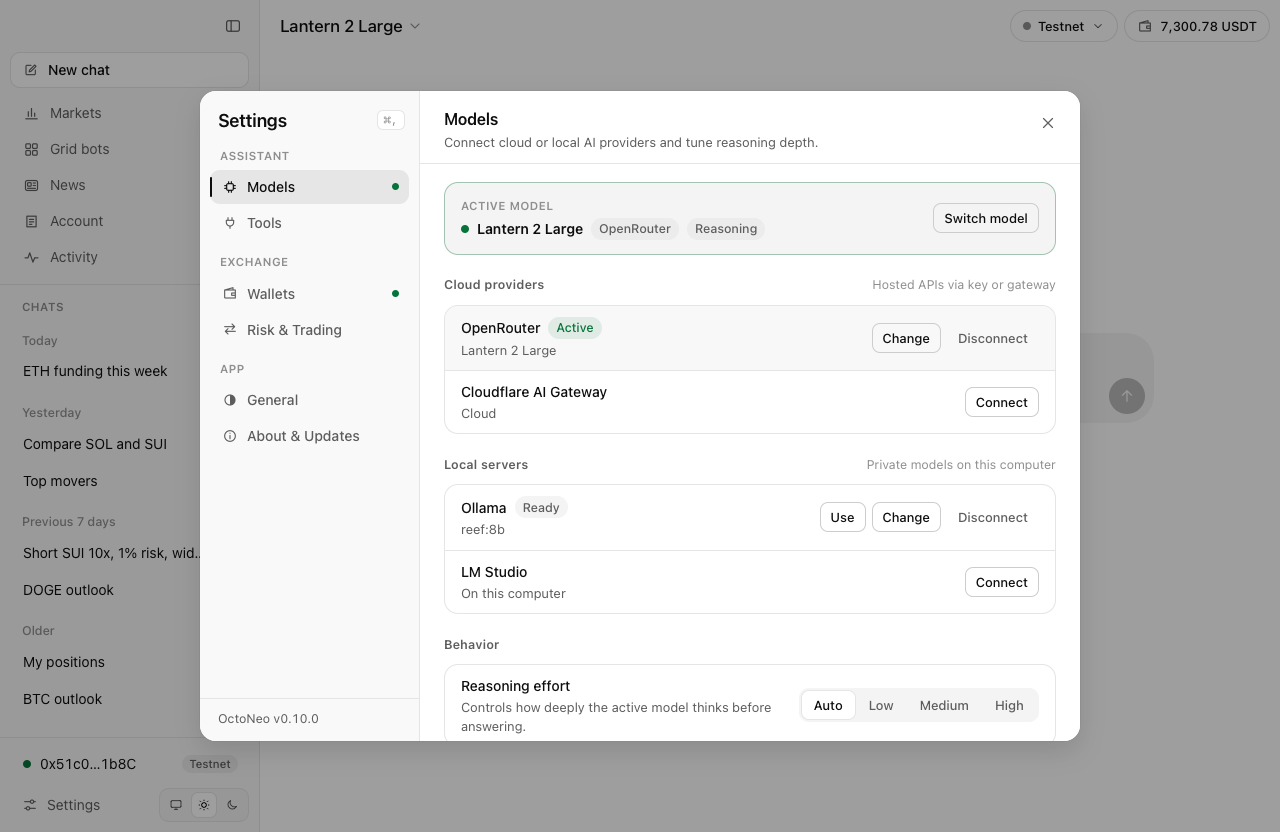 Lantern 2 Large
Testnet
7,300.78 USDT
New chat
Markets
Grid bots
News
Account
Activity
CHATS
Today
ETH funding this week
Yesterday
Compare SOL and SUI
Top movers
Previous 7 days
Short SUI 10x, 1% risk, wid...
DOGE outlook
Older
My positions
BTC outlook
0x51c0...1b8C
Testnet
Settings
Settings
⌘,
ASSISTANT
Models
Tools
EXCHANGE
Wallets
Risk & Trading
APP
General
About & Updates
OctoNeo v0.10.0
Models
Connect cloud or local AI providers and tune reasoning depth.
ACTIVE MODEL
Lantern 2 Large OpenRouter Reasoning
Switch model
Cloud providers
Hosted APIs via key or gateway
OpenRouter Active
Lantern 2 Large
Change Disconnect
Cloudflare AI Gateway
Cloud
Connect
Local servers
Private models on this computer
Ollama Ready
reef:8b
Use Change Disconnect
LM Studio
On this computer
Connect
Behavior
Reasoning effort
Controls how deeply the active model thinks before
answering.
Auto Low Medium High